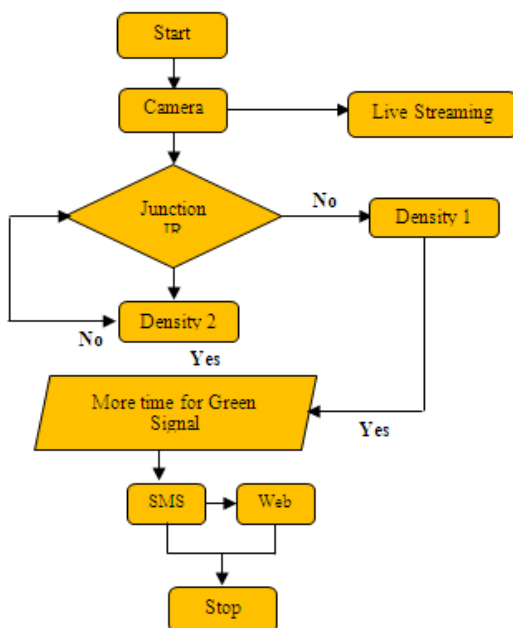 Start
Camera
Live Streaming
Junction
IR
No
Density 1
Density 2
No
Yes
More time for Green
Signal
Yes
SMS
Web
Stop